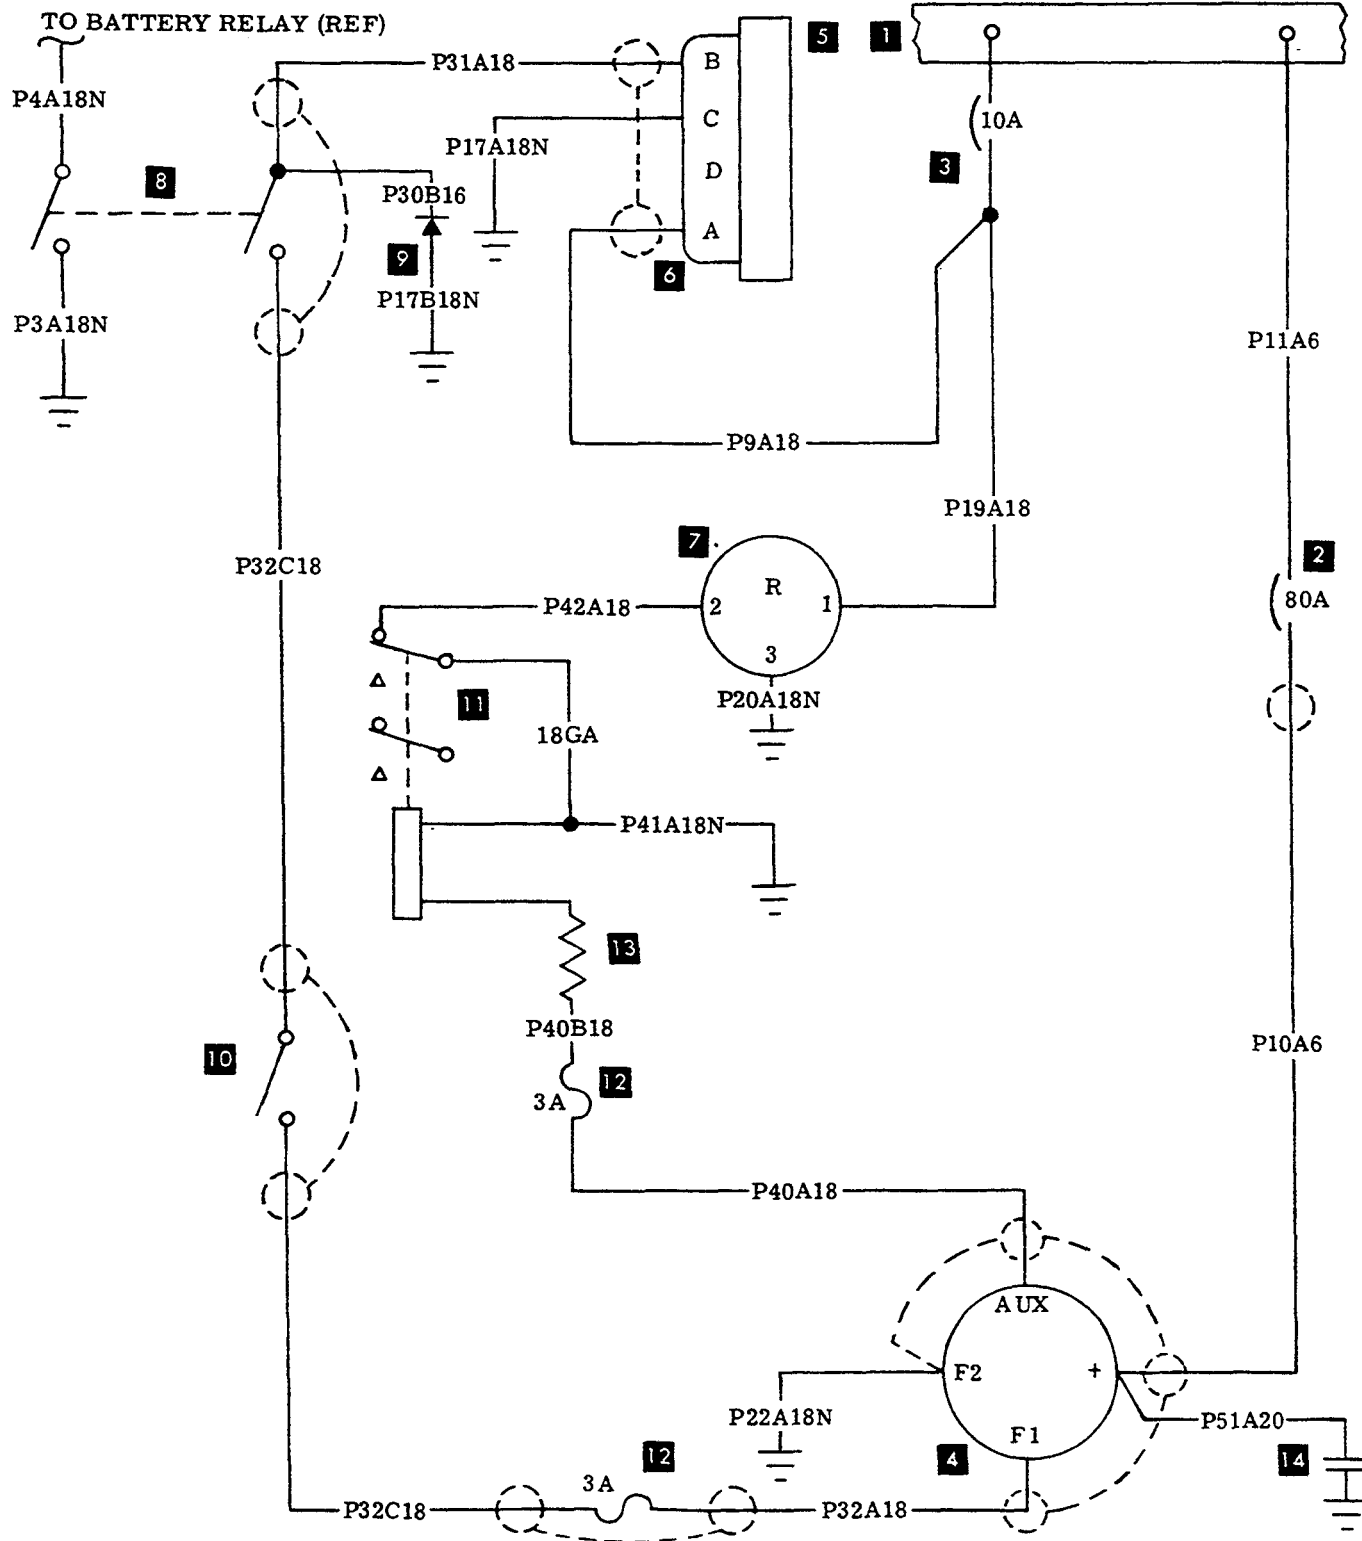 TO BATTERY RELAY (REF)
5
1
P31A18
B
P4A18N
C
10A
P17A18N
3
8
D
P30B16
A
9
6
P17B18N
P3A18N
P11A6
P9A18
P19A18
7
2
P32C18
R
P42A18
2
1
80A
3
P20A18N
11
18GA
P41A18N
13
P40B18
P10A6
10
12
3A
P40A18
AUX
F2
+
P22A18N
P51A20
F1
4
14
12
3A
P32C18
P32A18